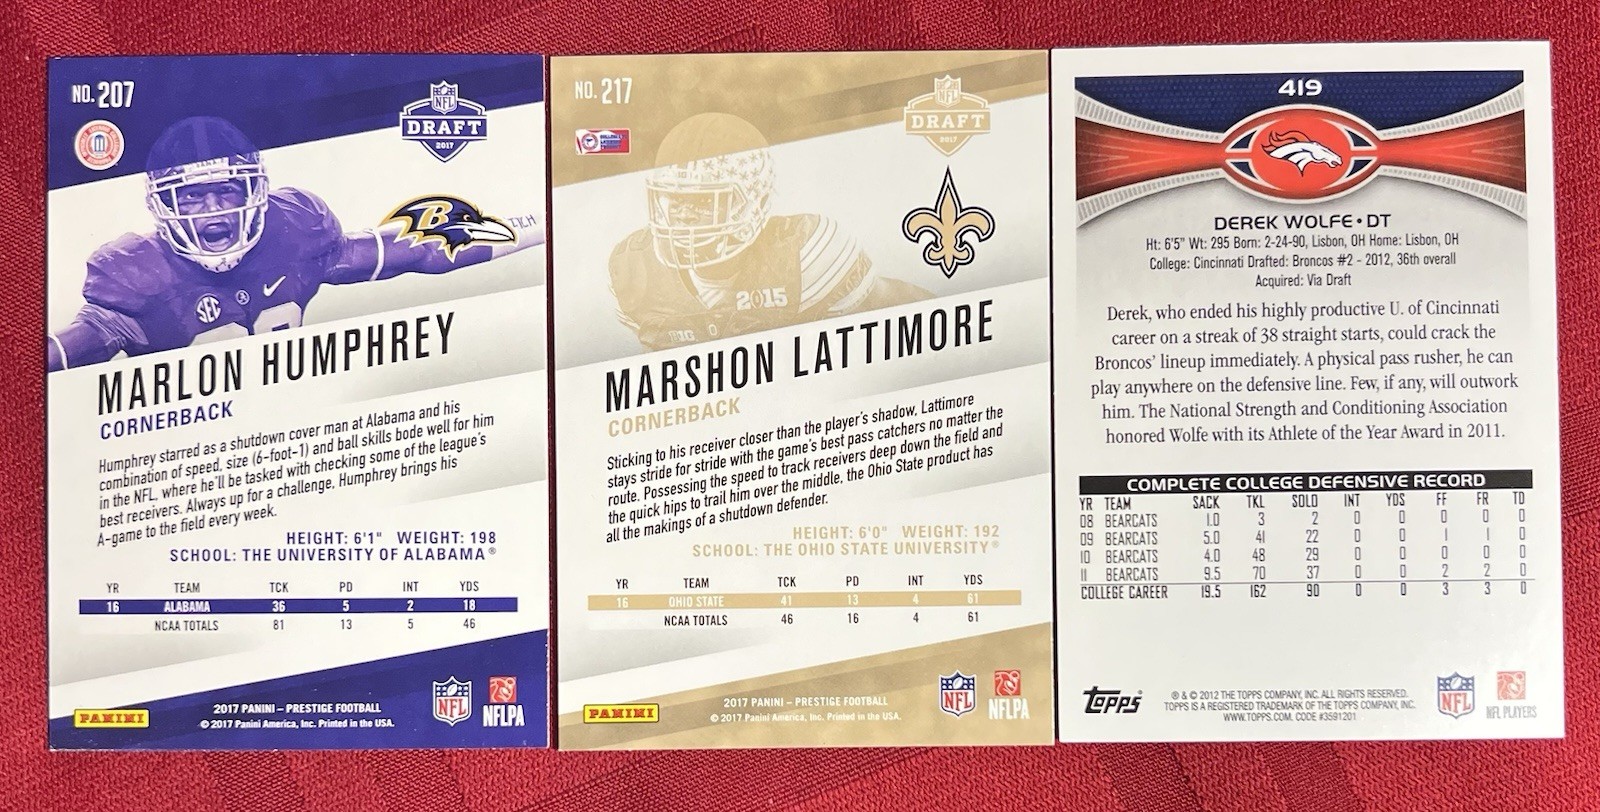 NO. 207
NFL
DRAFT
2017
B
SEC
MARLON HUMPHREY
CORNERBACK
Humphrey starred as a shutdown cover man at Alabama and his
combination of speed, size (6-foot-1) and ball skills bode well for him
in the NFL, where he'll be tasked with checking some of the league's
best receivers. Always up for a challenge, Humphrey brings his
A-game to the field every week.
HEIGHT: 6'1" WEIGHT: 198
SCHOOL: THE UNIVERSITY OF ALABAMA®
YR TEAM TCK PD INT YDS
16 ALABAMA 36 5 2 18
NCAA TOTALS 81 13 5 46
PANINI
2017 PANINI – PRESTIGE FOOTBALL
© 2017 Panini America, Inc. Printed in the USA.
NFL
NFLPA
NO. 217
NFL
DRAFT
2017
2015
MARSHON LATTIMORE
CORNERBACK
Sticking to his receiver closer than the player's shadow, Lattimore
stays stride for stride with the game's best pass catchers no matter the
route. Possessing the speed to track receivers deep down the field and
the quick hips to trail him over the middle, the Ohio State product has
all the makings of a shutdown defender.
HEIGHT: 6'0" WEIGHT: 192
SCHOOL: THE OHIO STATE UNIVERSITY®
YR TEAM TCK PD INT YDS
16 OHIO STATE 41 13 4 61
NCAA TOTALS 46 16 4 61
PANINI
2017 PANINI – PRESTIGE FOOTBALL
© 2017 Panini America, Inc. Printed in the USA.
NFL
NFLPA
419
DEREK WOLFE • DT
Ht: 6'5" Wt: 295 Born: 2-24-90, Lisbon, OH Home: Lisbon, OH
College: Cincinnati Drafted: Broncos #2 - 2012, 36th overall
Acquired: Via Draft
Derek, who ended his highly productive U. of Cincinnati
career on a streak of 38 straight starts, could crack the
Broncos' lineup immediately. A physical pass rusher, he can
play anywhere on the defensive line. Few, if any, will outwork
him. The National Strength and Conditioning Association
honored Wolfe with its Athlete of the Year Award in 2011.
COMPLETE COLLEGE DEFENSIVE RECORD
YR TEAM SACK TKL SOLO INT YDS FF FR TD
08 BEARCATS 1.0 3 2 0 0 0 0 0
09 BEARCATS 5.0 41 22 0 0 1 1 0
10 BEARCATS 4.0 48 29 0 0 0 0 0
11 BEARCATS 9.5 70 37 0 0 2 2 0
COLLEGE CAREER 19.5 162 90 0 0 3 3 0
Topps
® & © 2012 THE TOPPS COMPANY, INC. ALL RIGHTS RESERVED.
TOPPS IS A REGISTERED TRADEMARK OF THE TOPPS COMPANY, INC.
WWW.TOPPS.COM. CODE #3591201
NFL
NFL PLAYERS